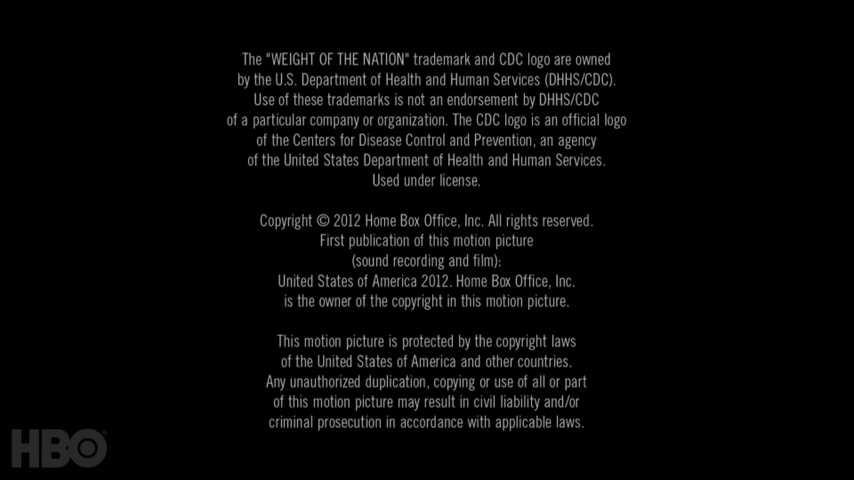 The "WEIGHT OF THE NATION" trademark and CDC logo are owned
by the U.S. Department of Health and Human Services (DHHS/CDC).
Use of these trademarks is not an endorsement by DHHS/CDC
of a particular company or organization. The CDC logo is an official logo
of the Centers for Disease Control and Prevention, an agency
of the United States Department of Health and Human Services.
Used under license.
Copyright © 2012 Home Box Office, Inc. All rights reserved.
First publication of this motion picture
(sound recording and film):
United States of America 2012. Home Box Office, Inc.
is the owner of the copyright in this motion picture.
This motion picture is protected by the copyright laws
of the United States of America and other countries.
Any unauthorized duplication, copying or use of all or part
of this motion picture may result in civil liability and/or
criminal prosecution in accordance with applicable laws.
HBO